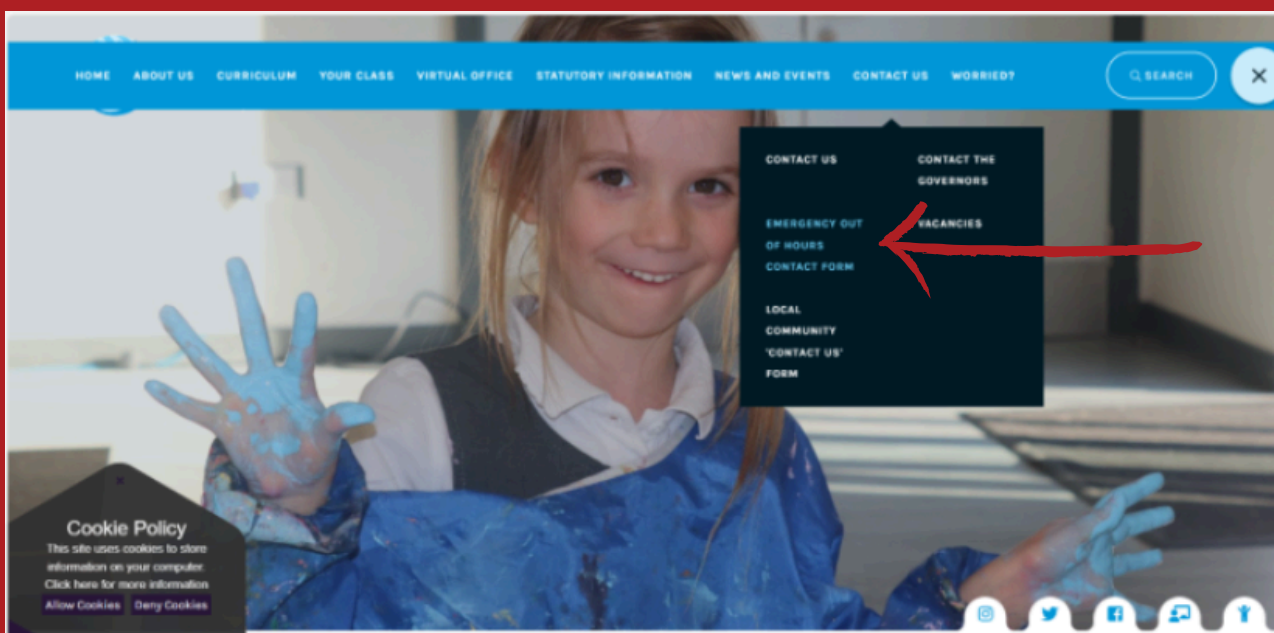 HOME ABOUT US CURRICULUM YOUR CLASS VIRTUAL OFFICE STATUTORY INFORMATION NEWS AND EVENTS CONTACT US WORRIED? SEARCH
CONTACT US
EMERGENCY OUT
OF HOURS
CONTACT FORM
LOCAL
COMMUNITY
'CONTACT US'
FORM
CONTACT THE
GOVERNORS
VACANCIES
Cookie Policy
This site uses cookies to store
information on your computer.
Click here for more information
Allow Cookies Deny Cookies